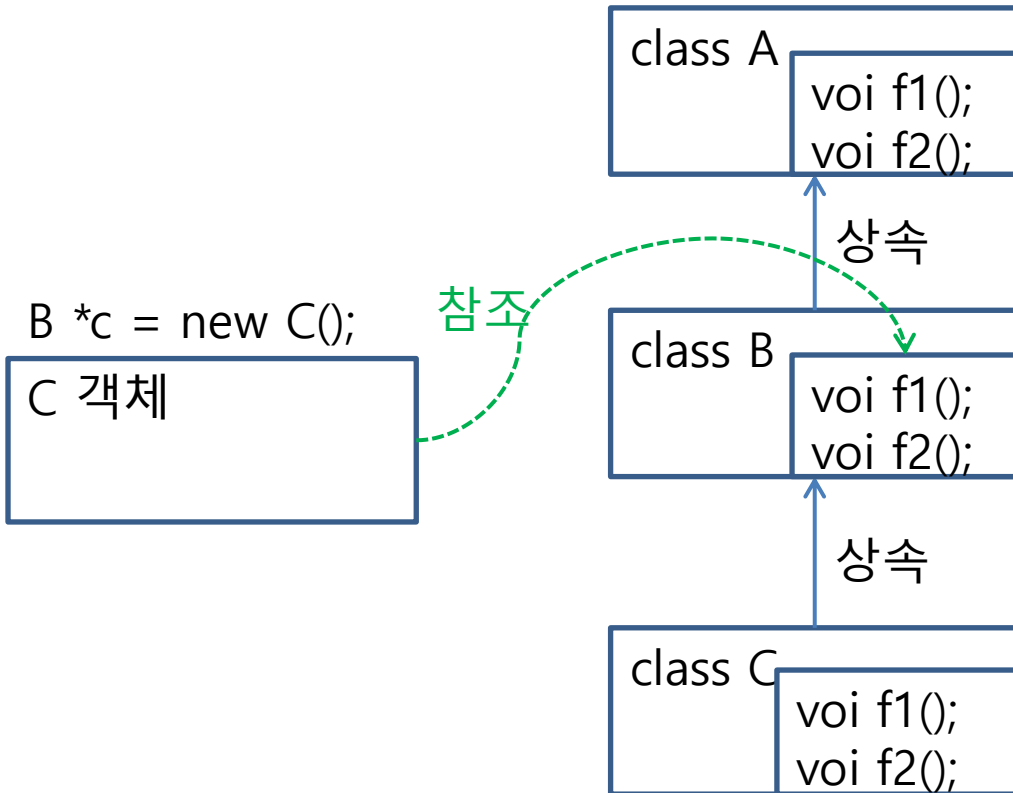 class A
voi f1();
voi f2();
상속
참조
B *c = new C();
C 객체
class B
voi f1();
voi f2();
상속
class C
voi f1();
voi f2();